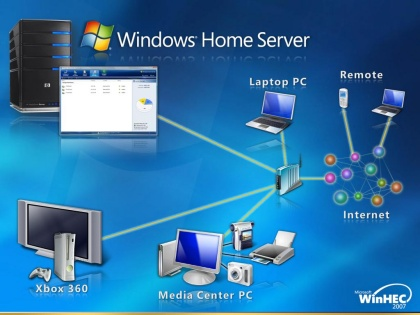 Windows Home Server
Laptop PC
Remote
Internet
Xbox 360
Media Center PC
Microsoft
WinHEC
2007